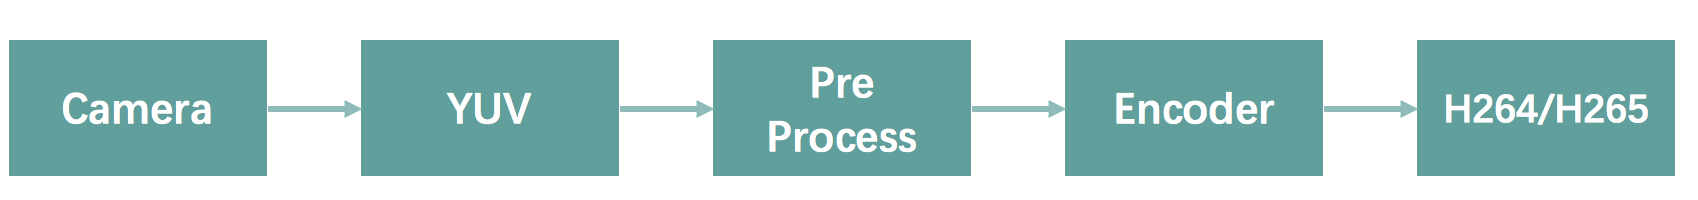 Camera
YUV
Pre
Process
Encoder
H264/H265